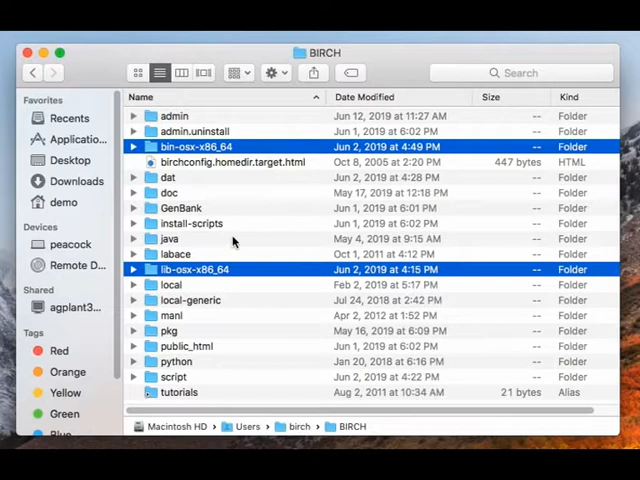 BIRCH
Search
Favorites
Recents
Applicatio...
Desktop
Downloads
demo
Devices
peacock
Remote D...
Shared
agplant3...
Tags
Red
Orange
Yellow
Green
Blue
Name Date Modified Size Kind
admin Jun 12, 2019 at 11:27 AM -- Folder
admin.uninstall Jun 1, 2019 at 6:02 PM -- Folder
bin-osx-x86_64 Jun 2, 2019 at 4:49 PM -- Folder
birchconfig.homedir.target.html Oct 8, 2005 at 2:20 PM 447 bytes HTML
dat Jun 2, 2019 at 4:28 PM -- Folder
doc May 17, 2019 at 12:18 PM -- Folder
GenBank Jun 1, 2019 at 6:01 PM -- Folder
install-scripts Jun 1, 2019 at 6:02 PM -- Folder
java May 4, 2019 at 9:15 AM -- Folder
labace Oct 1, 2011 at 4:12 PM -- Folder
lib-osx-x86_64 Jun 2, 2019 at 4:15 PM -- Folder
local Feb 2, 2019 at 5:17 PM -- Folder
local-generic Jul 24, 2018 at 2:42 PM -- Folder
manl Apr 2, 2012 at 1:52 PM -- Folder
pkg May 16, 2019 at 6:09 PM -- Folder
public_html Jun 1, 2019 at 6:02 PM -- Folder
python Jan 20, 2018 at 6:16 PM -- Folder
script Jun 2, 2019 at 4:22 PM -- Folder
tutorials Aug 2, 2011 at 10:34 AM 21 bytes Alias
Macintosh HD Users birch BIRCH